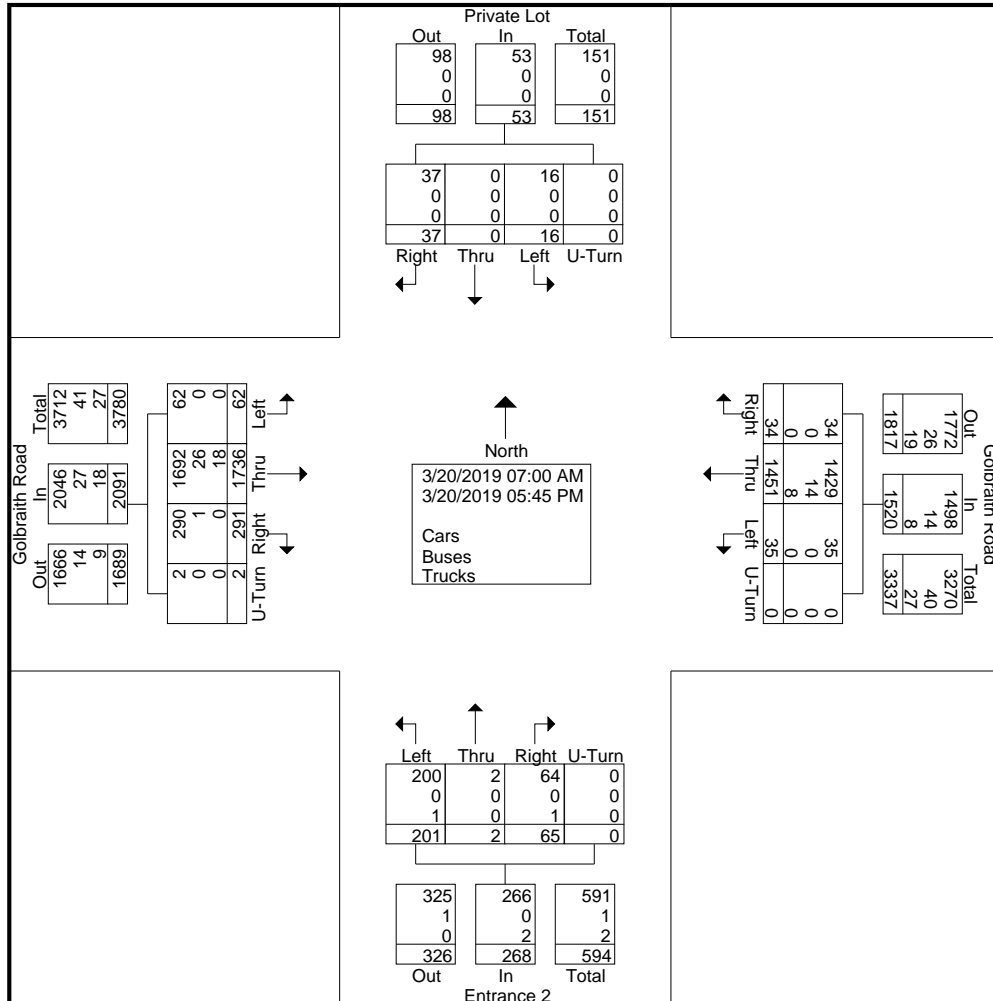 Private Lot
Out In Total
98 53 151
0 0 0
0 0 0
98 53 151
37 0 16 0
0 0 0 0
0 0 0 0
37 0 16 0
Right Thru Left U-Turn
Golbraith Road
Total In Out
3712 2046 1666
41 27 14
27 18 9
3780 2091 1689
62 1692 290 2
0 26 1 0
0 18 0 0
62 1736 291 2
Left Thru Right U-Turn
North
3/20/2019 07:00 AM
3/20/2019 05:45 PM
Cars
Buses
Trucks
Golbraith Road
Out In Total
1772 1498 3270
26 14 40
19 8 27
1817 1520 3337
34 1429 35 0
0 14 0 0
0 8 0 0
34 1451 35 0
Right Thru Left U-Turn
Left Thru Right U-Turn
200 2 64 0
0 0 0 0
1 0 1 0
201 2 65 0
325 266 591
1 0 1
0 2 2
326 268 594
Out In Total
Entrance 2